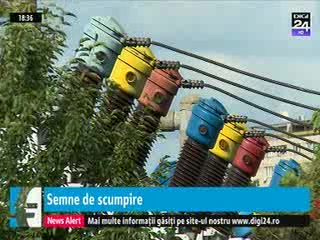 18:36
DIGI
24
HD
Semne de scumpire
News Alert Mai multe informații găsiți pe site-ul nostru www.digi24.ro